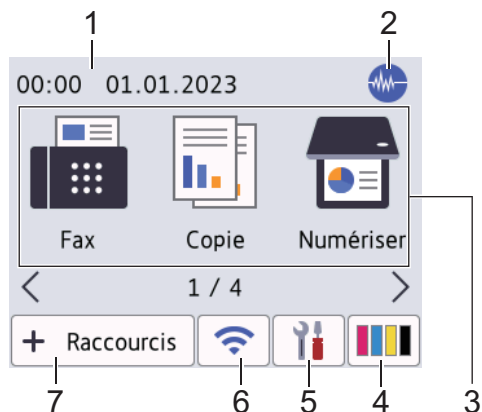 1 2
00:00 01.01.2023
Fax Copie Numériser
1 / 4
+ Raccourcis
7 6 5 4 3